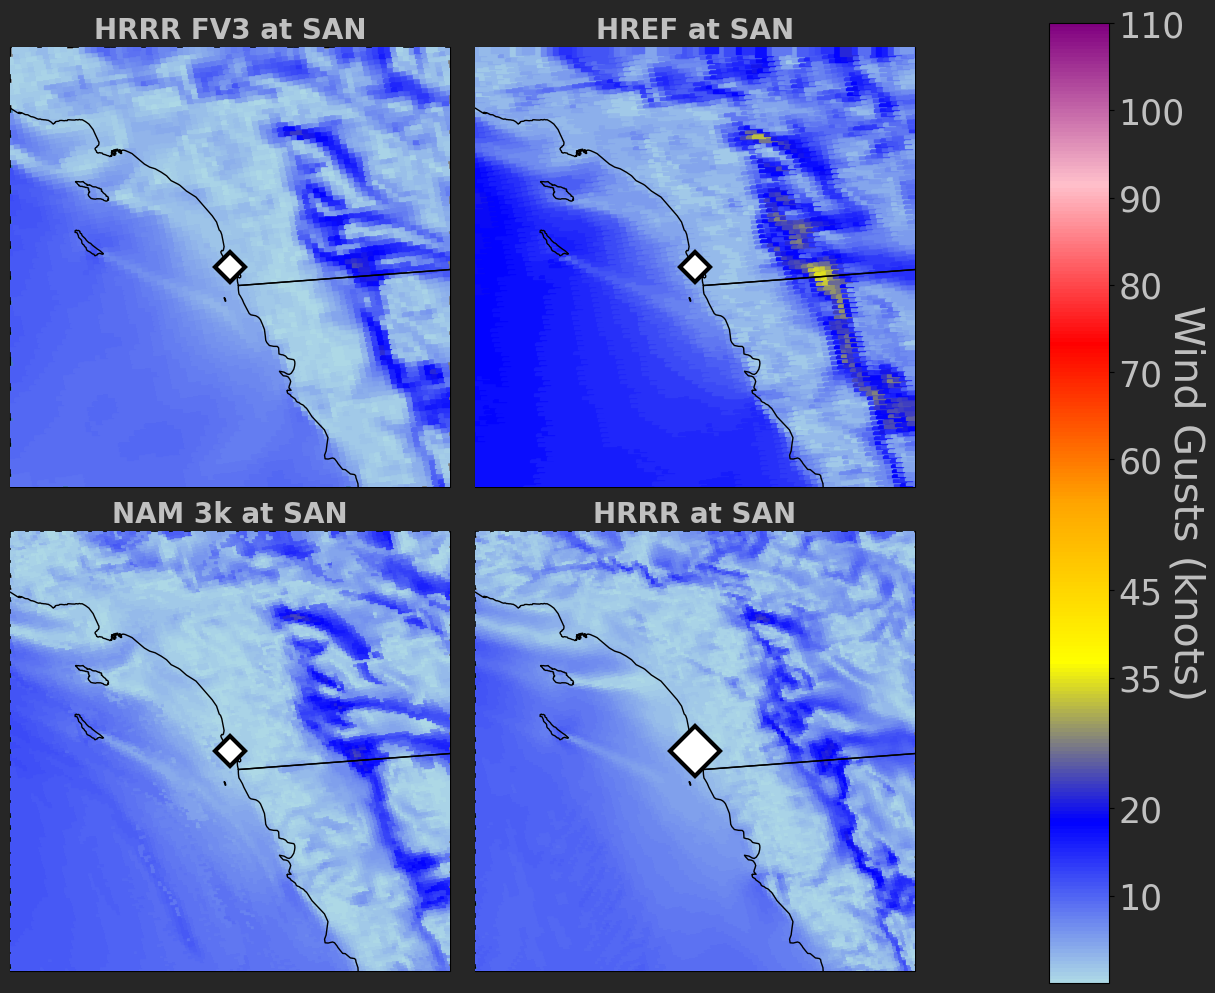 HRRR FV3 at SAN
HREF at SAN
NAM 3k at SAN
HRRR at SAN
110
100
90
80
70
60
45
35
20
10
Wind Gusts (knots)